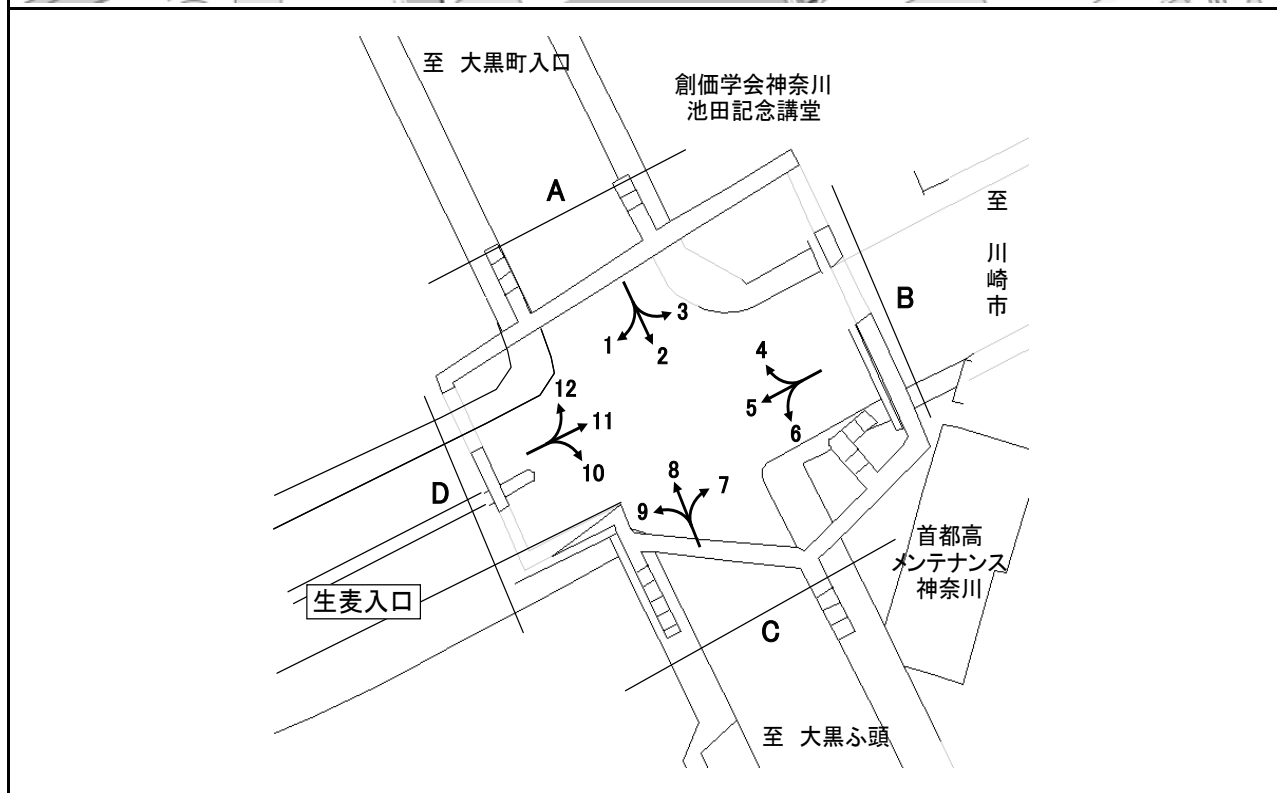 至 大黒町入口
創価学会神奈川
池田記念講堂
A
至 川崎市
B
3
1
2
4
5
6
12
11
10
D
8
7
9
生麦入口
首都高
メンテナンス
神奈川
C
至 大黒ふ頭